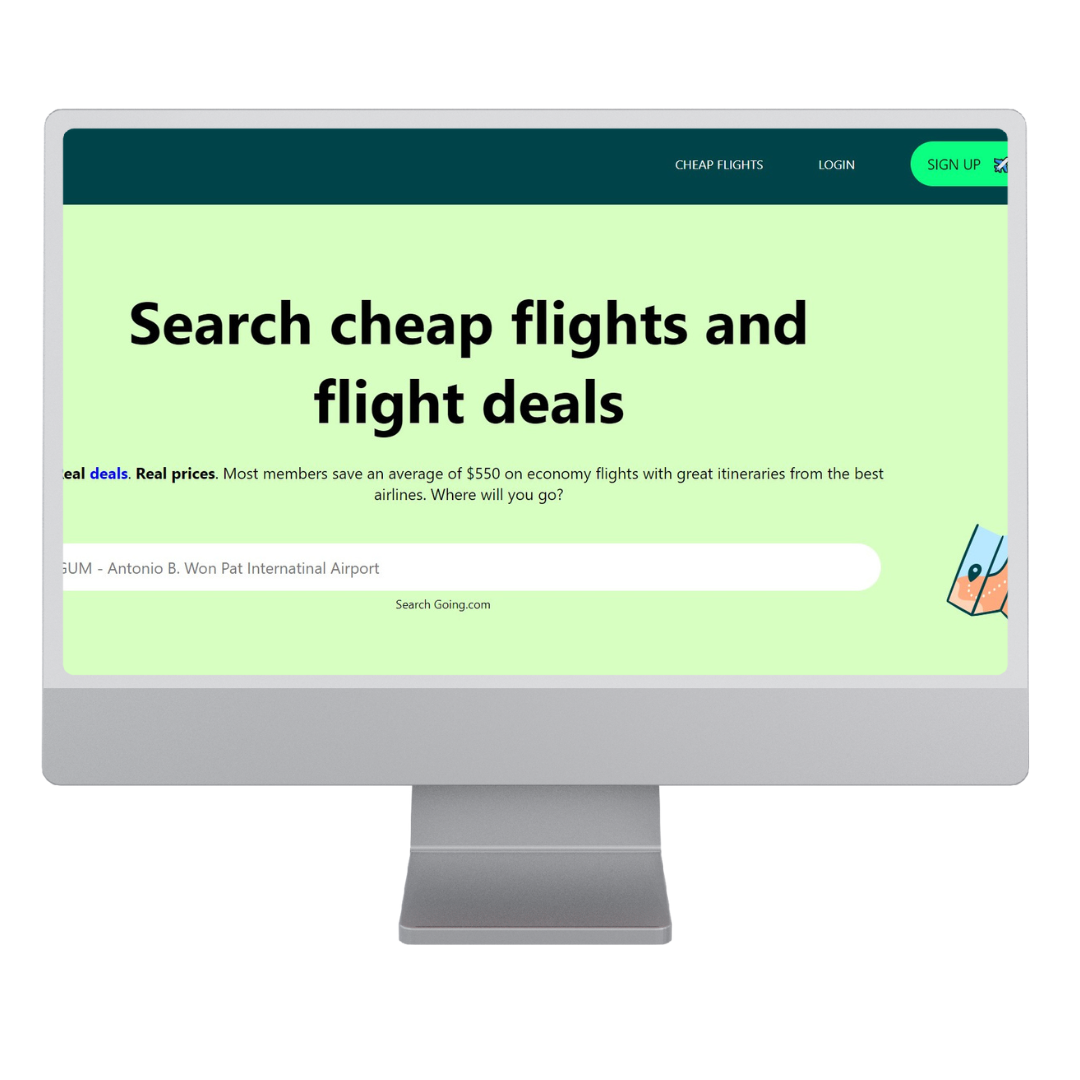 CHEAP FLIGHTS LOGIN SIGN UP
Search cheap flights and
flight deals
eal deals. Real prices. Most members save an average of $550 on economy flights with great itineraries from the best
airlines. Where will you go?
GUM - Antonio B. Won Pat Internatinal Airport
Search Going.com